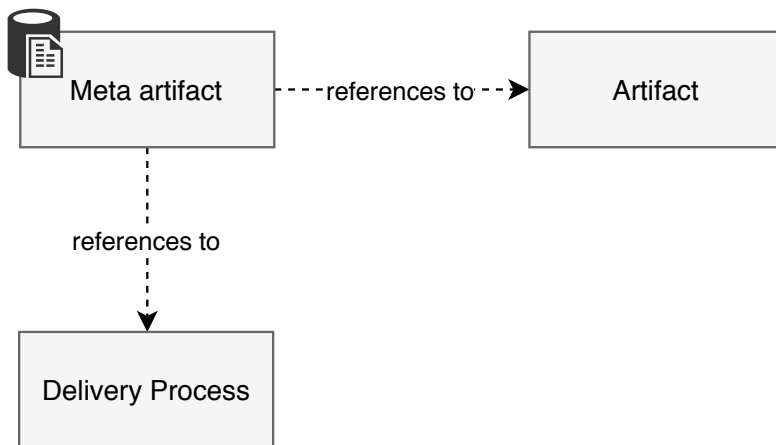 Meta artifact
references to
Artifact
references to
Delivery Process